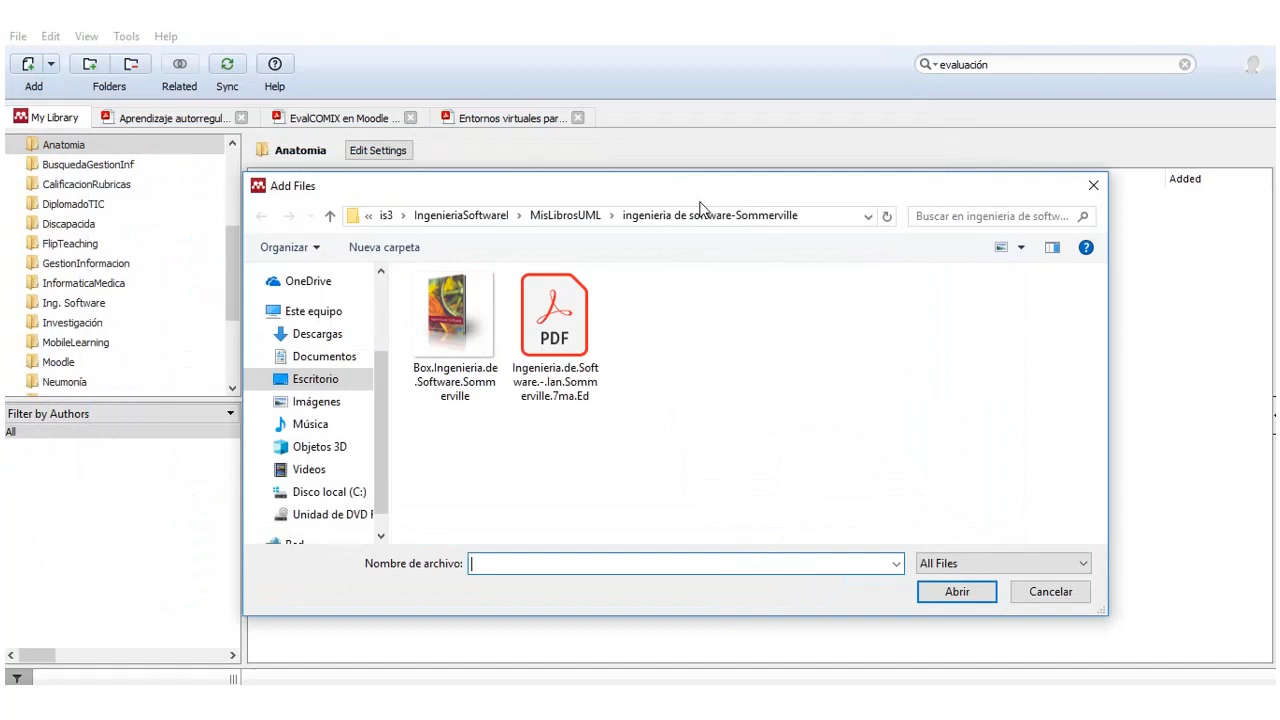 File Edit View Tools Help
evaluación
Add Folders Related Sync Help
My Library Aprendizaje autorregul... EvalCOMIX en Moodle ... Entornos virtuales par...
Anatomia
BusquedaGestionInf
CalificacionRubricas
DiplomadoTIC
Discapacida
FlipTeaching
GestionInformacion
InformaticaMedica
Ing. Software
Investigación
MobileLearning
Moodle
Neumonía
Filter by Authors
All
Anatomia Edit Settings
Added
Add Files
« is3 › IngenieriaSoftwareI › MisLibrosUML › ingenieria de software-Sommerville
Buscar en ingenieria de softw...
Organizar Nueva carpeta
OneDrive
Este equipo
Descargas
Documentos
Escritorio
Imágenes
Música
Objetos 3D
Videos
Disco local (C:)
Unidad de DVD
PDF
Box.Ingenieria.de
.Software.Somm
erville
Ingenieria.de.Soft
ware.-.Ian.Somm
erville.7ma.Ed
Nombre de archivo:
All Files
Abrir Cancelar